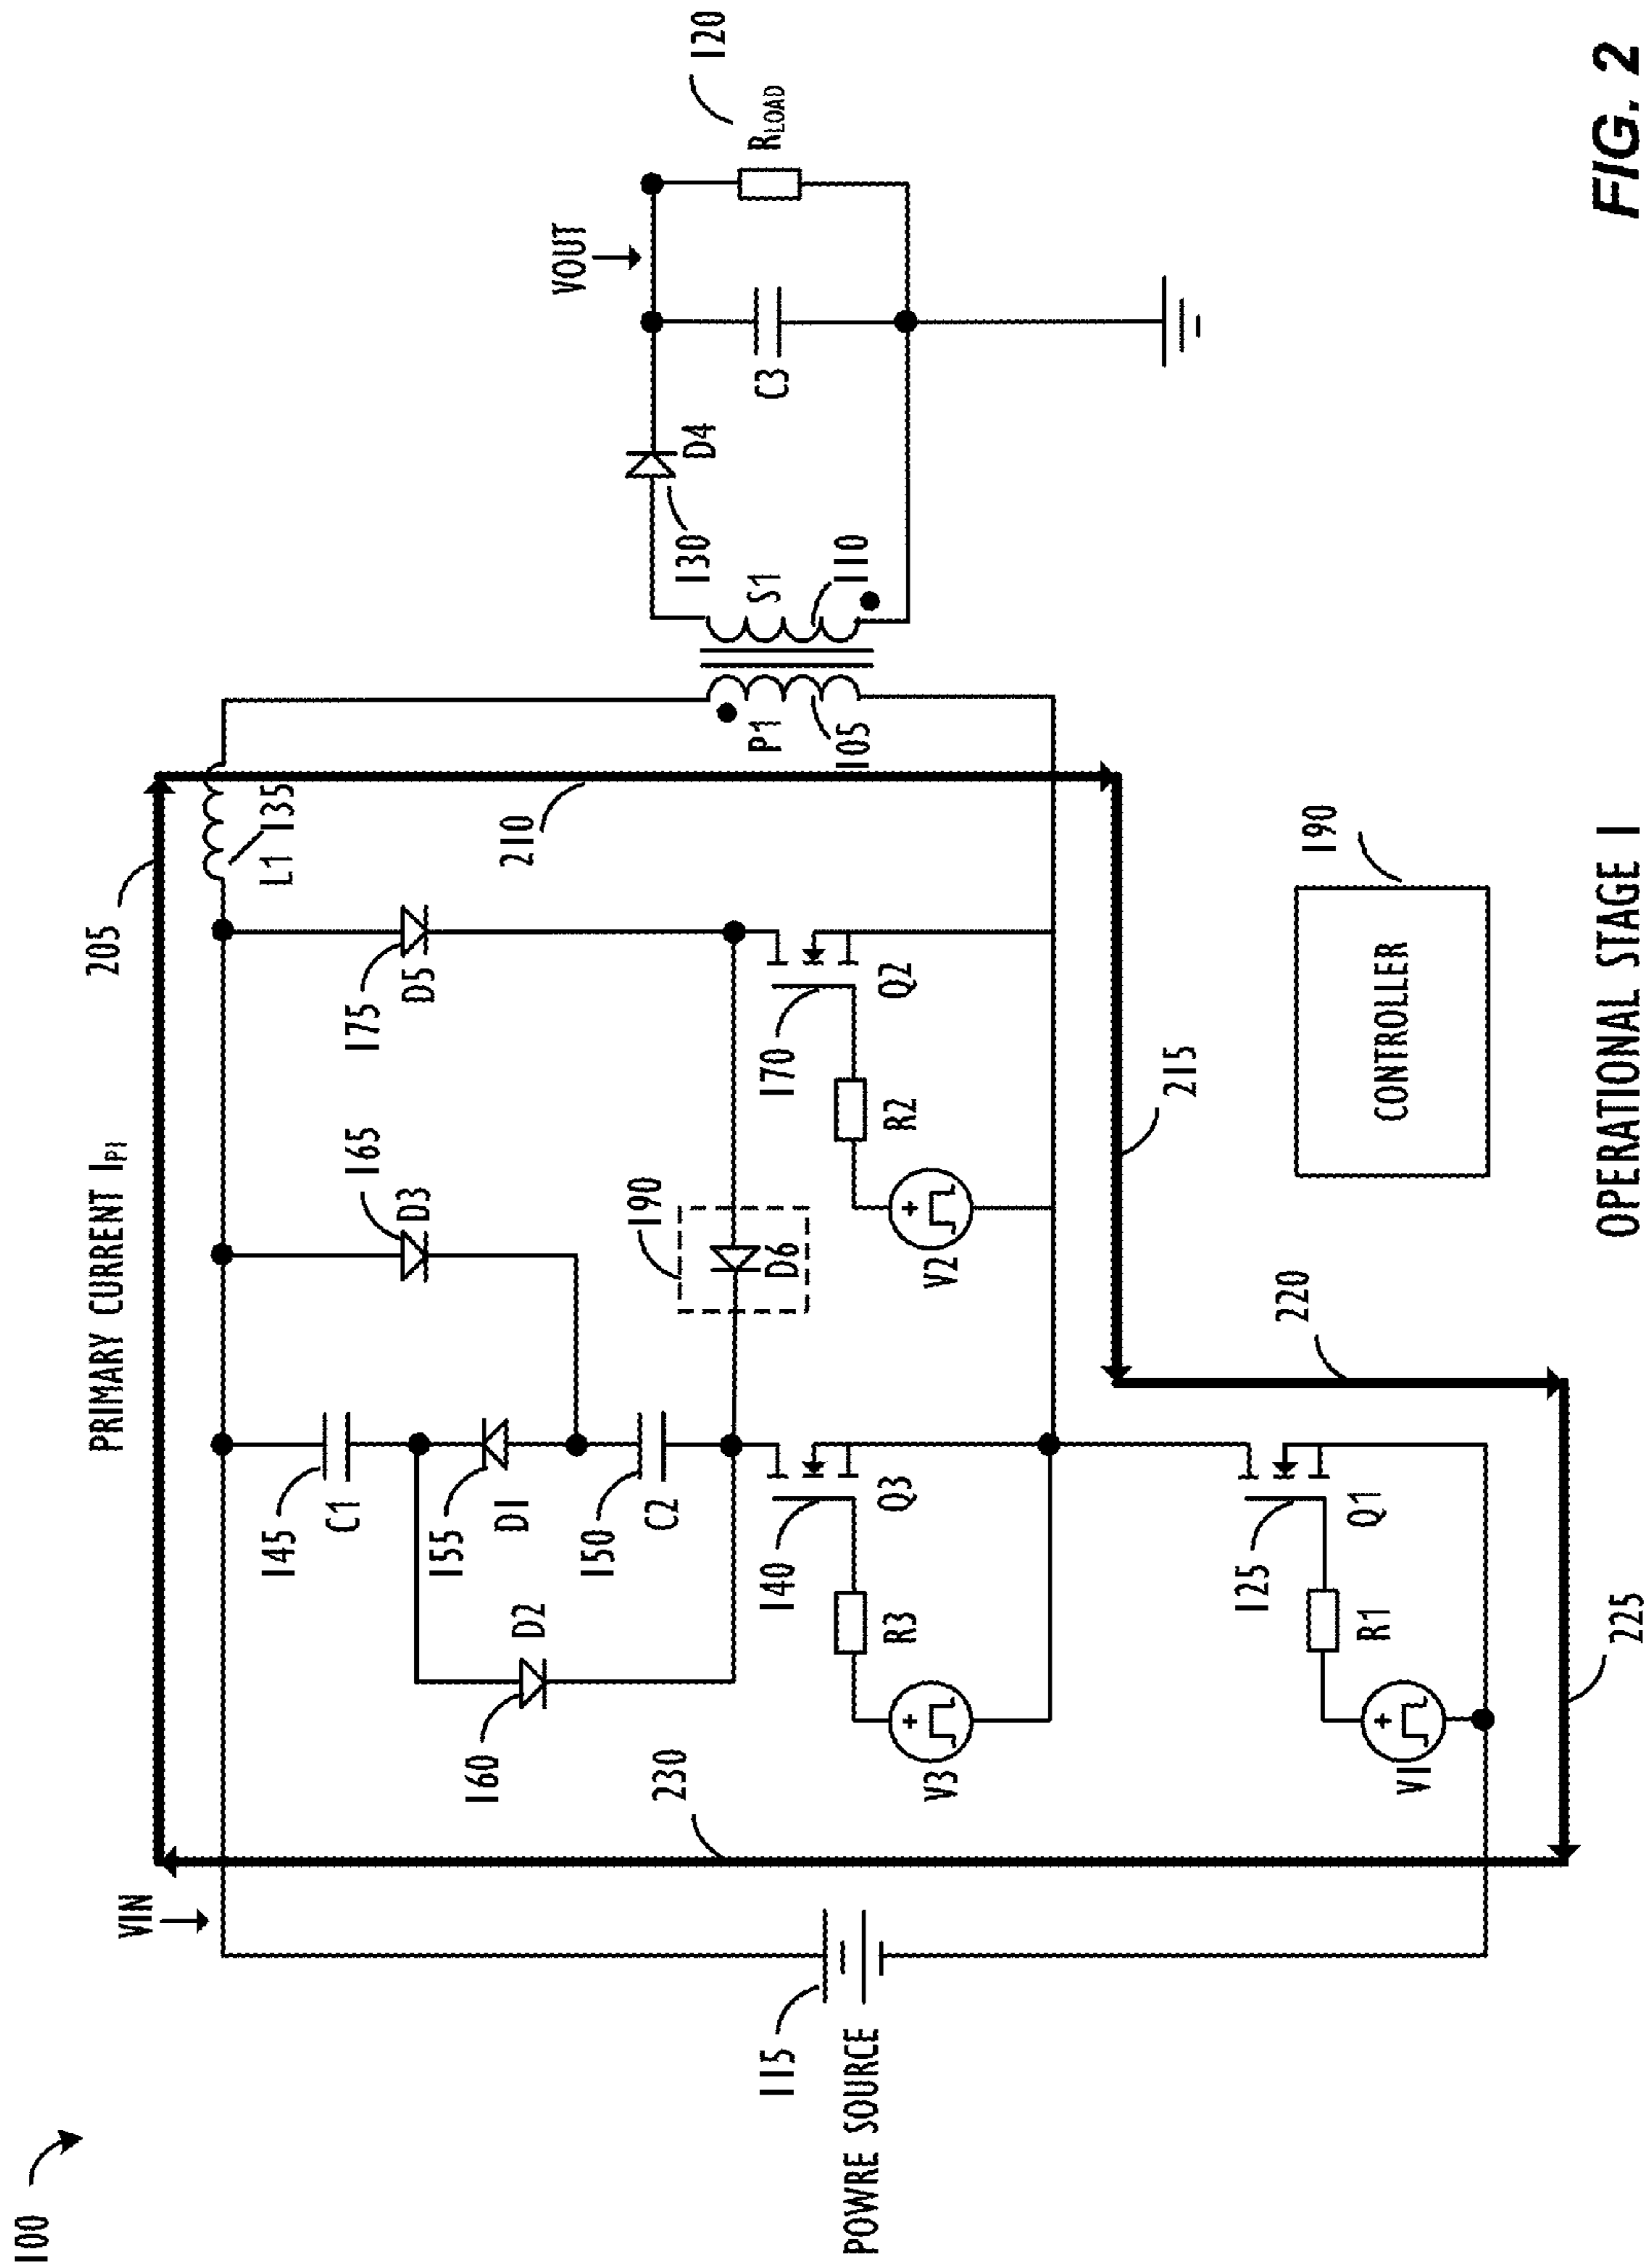 100
PRIMARY CURRENT IP1
205
VIN
L1
135
145
C1
165
D3
175
D5
210
155
D1
D2
160
150
C2
190
D6
VOUT
130
D4
C3
RLOAD
120
P1
105
S1
110
115
POWRE SOURCE
230
140
Q3
R3
V3
170
Q2
R2
V2
215
220
125
Q1
R1
V1
225
190
CONTROLLER
OPERATIONAL STAGE 1
FIG. 2